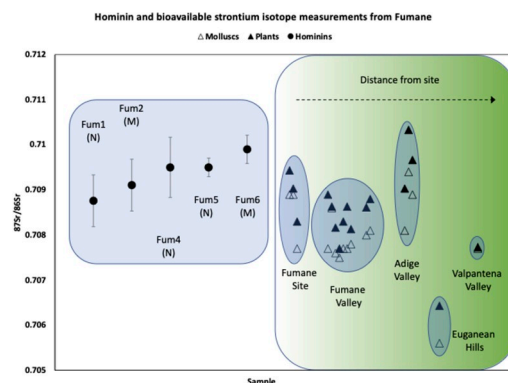 Hominin and bioavailable strontium isotope measurements from Fumane
△ Molluscs ▲ Plants ● Hominins
0.712
0.711
0.71
0.709
0.708
0.707
0.706
0.705
87Sr/86Sr
Fum1
(N)
Fum2
(M)
Fum4
(N)
Fum5
(N)
Fum6
(M)
Distance from site
Fumane
Site
Fumane
Valley
Adige
Valley
Valpantena
Valley
Euganean
Hills
Sample